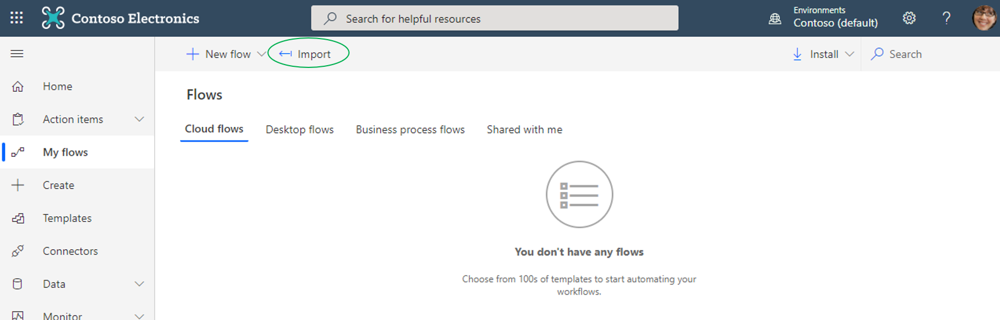 Contoso Electronics
Search for helpful resources
Environments
Contoso (default)
?
New flow
Import
Install
Search
Home
Action items
My flows
Create
Templates
Connectors
Data
Monitor
Flows
Cloud flows
Desktop flows
Business process flows
Shared with me
You don't have any flows
Choose from 100s of templates to start automating your
workflows.